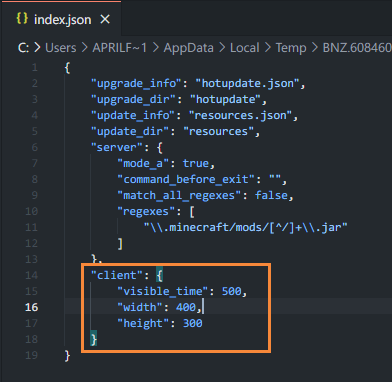 {} index.json ×
C: > Users > APRILF~1 > AppData > Local > Temp > BNZ.608460
1 {
2 "upgrade_info": "hotupdate.json",
3 "upgrade_dir": "hotupdate",
4 "update_info": "resources.json",
5 "update_dir": "resources",
6 "server": {
7 "mode_a": true,
8 "command_before_exit": "",
9 "match_all_regexes": false,
10 "regexes": [
11 "\\.minecraft/mods/[^/]+\\.jar"
12 ]
13 },
14 "client": {
15 "visible_time": 500,
16 "width": 400,
17 "height": 300
18 }
19 }